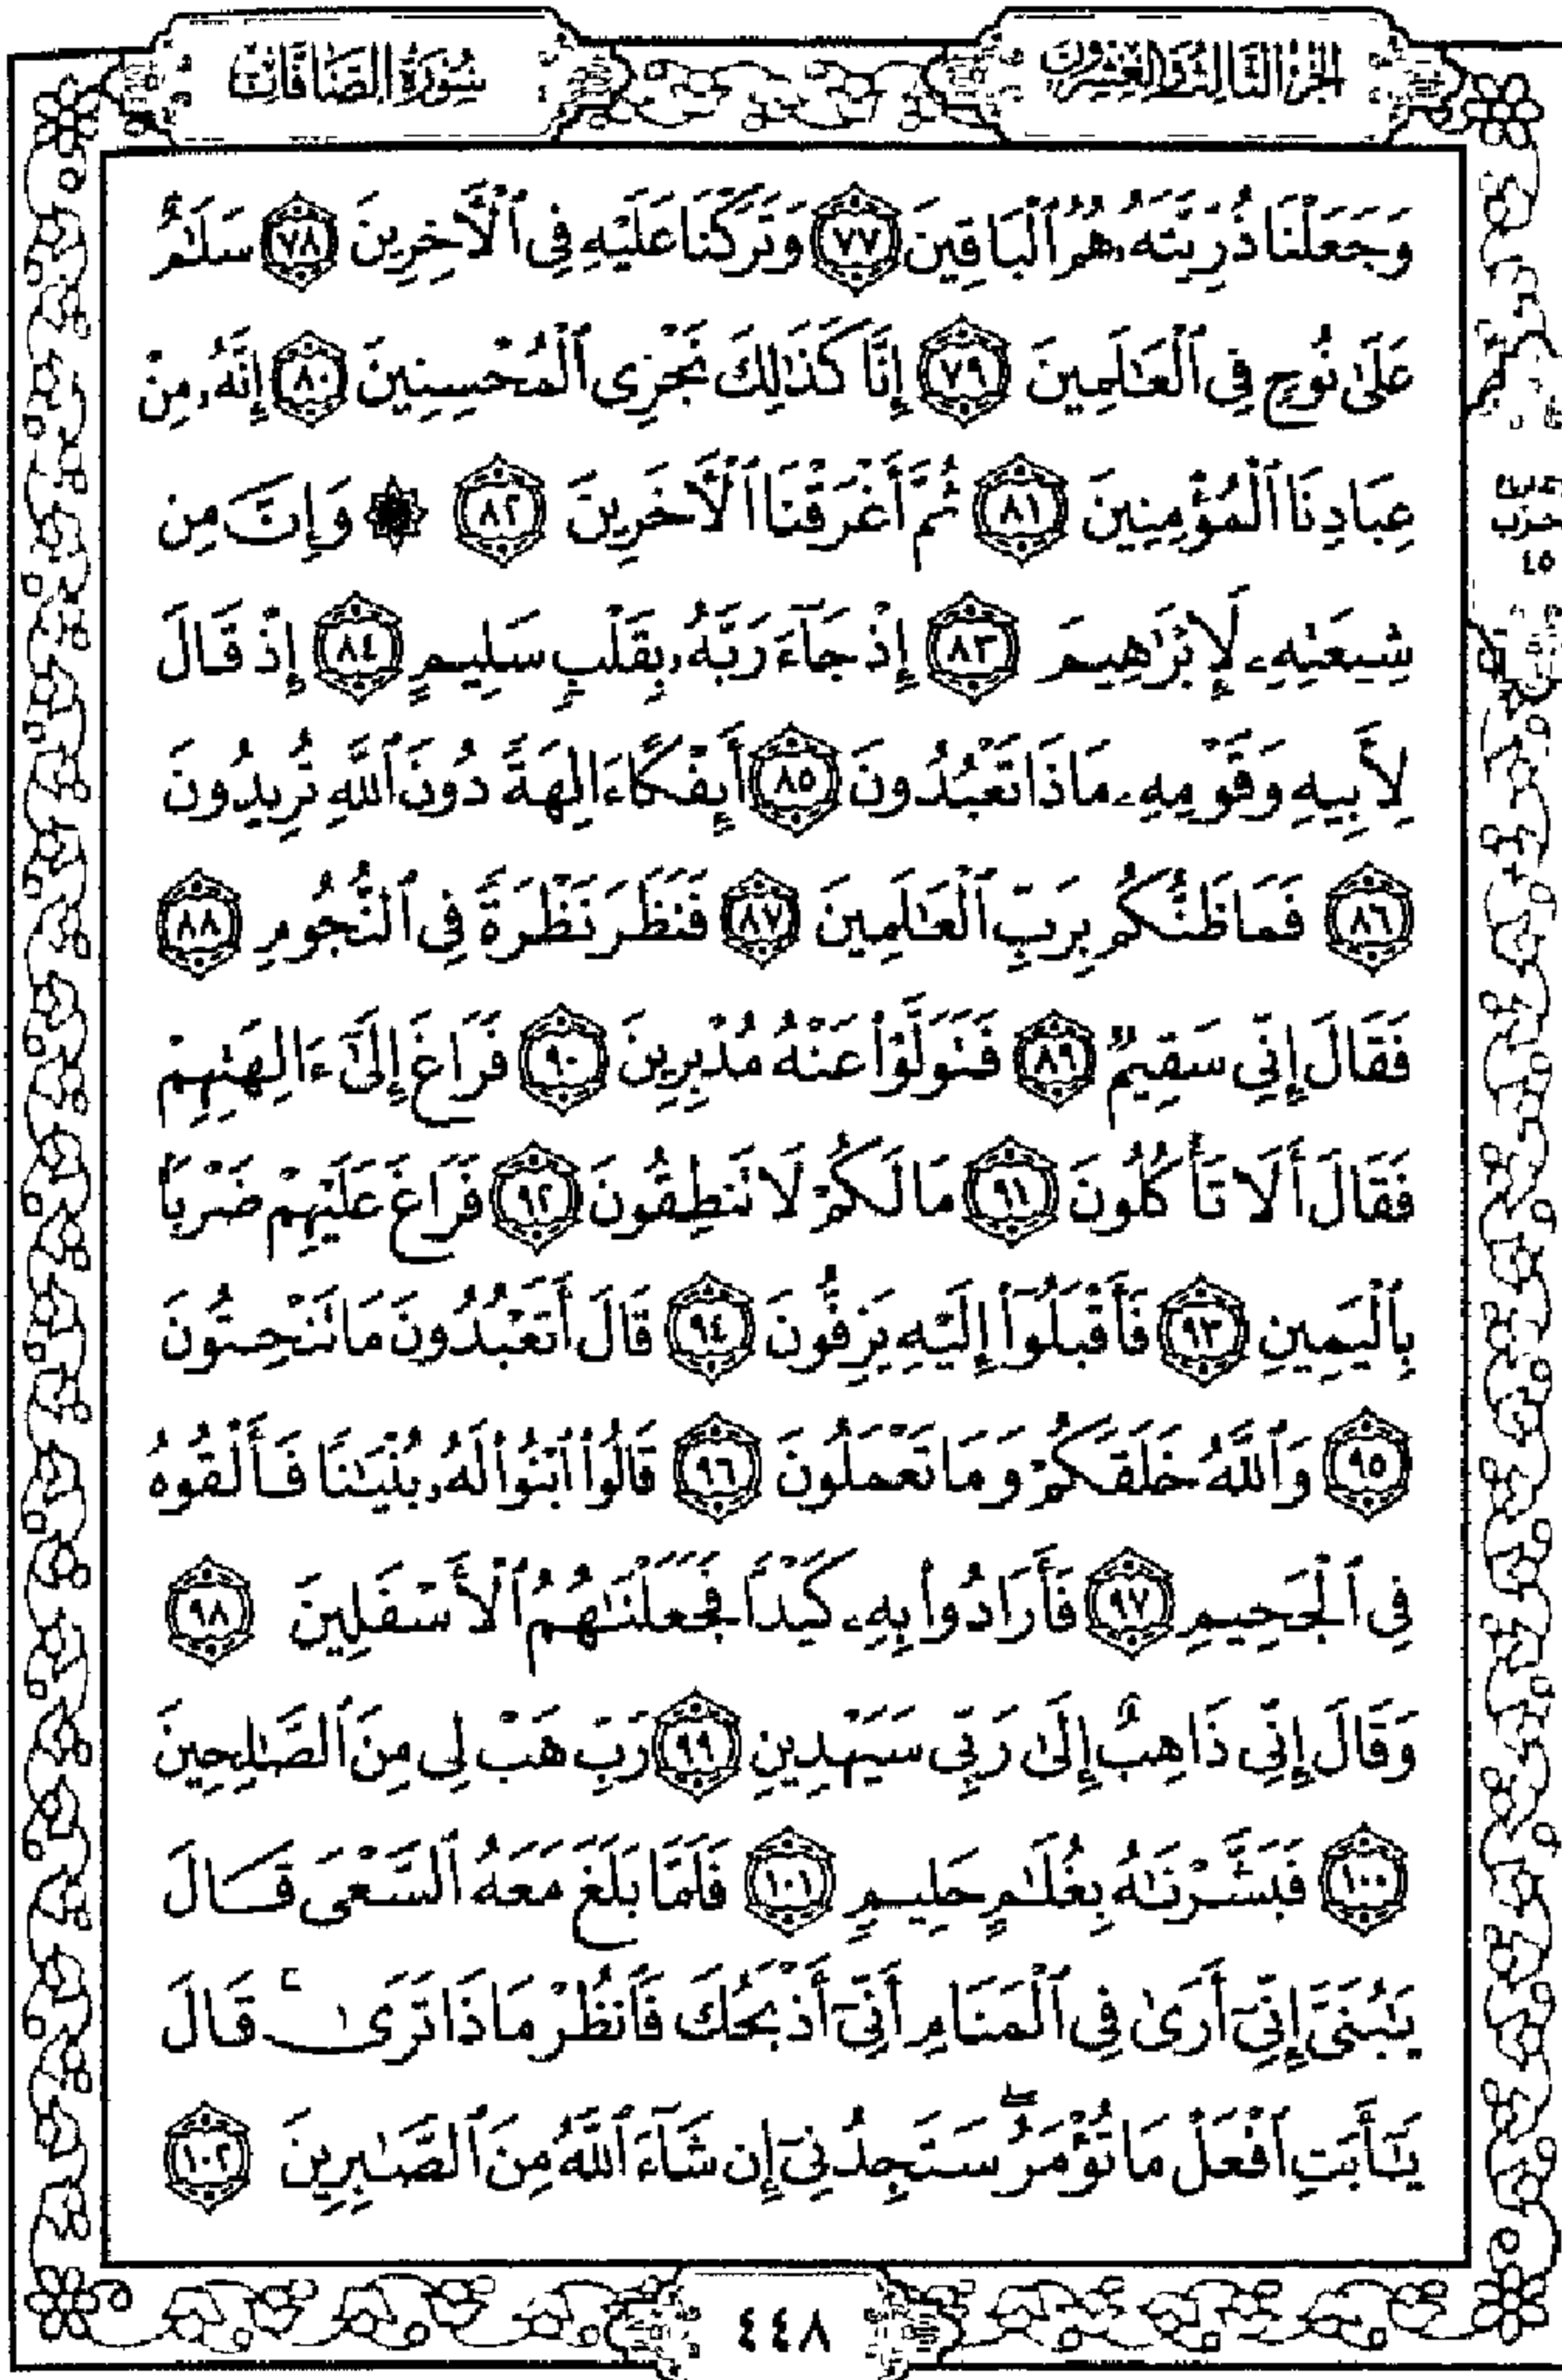 الجزء الثالث والعشرون
سورة الصافات
وَجَعَلْنَا ذُرِّيَّتَهُۥ هُمُ ٱلْبَاقِينَ ٧٧ وَتَرَكْنَا عَلَيْهِ فِى ٱلْأَخِرِينَ ٧٨ سَلَـٰمٌ
عَلَىٰ نُوحٍ فِى ٱلْعَـٰلَمِينَ ٧٩ إِنَّا كَذَٰلِكَ نَجْزِى ٱلْمُحْسِنِينَ ٨٠ إِنَّهُۥ مِنْ
عِبَادِنَا ٱلْمُؤْمِنِينَ ٨١ ثُمَّ أَغْرَقْنَا ٱلْأَخَرِينَ ٨٢ ۞ وَإِنَّ مِن
شِيعَتِهِۦ لَإِبْرَٰهِيمَ ٨٣ إِذْ جَآءَ رَبَّهُۥ بِقَلْبٍ سَلِيمٍ ٨٤ إِذْ قَالَ
لِأَبِيهِ وَقَوْمِهِۦ مَاذَا تَعْبُدُونَ ٨٥ أَئِفْكًا ءَالِهَةً دُونَ ٱللَّهِ تُرِيدُونَ
٨٦ فَمَا ظَنُّكُم بِرَبِّ ٱلْعَـٰلَمِينَ ٨٧ فَنَظَرَ نَظْرَةً فِى ٱلنُّجُومِ ٨٨
فَقَالَ إِنِّى سَقِيمٌ ٨٩ فَتَوَلَّوْا۟ عَنْهُ مُدْبِرِينَ ٩٠ فَرَاغَ إِلَىٰٓ ءَالِهَتِهِمْ
فَقَالَ أَلَا تَأْكُلُونَ ٩١ مَا لَكُمْ لَا تَنطِقُونَ ٩٢ فَرَاغَ عَلَيْهِمْ ضَرْبًۢا
بِٱلْيَمِينِ ٩٣ فَأَقْبَلُوٓا۟ إِلَيْهِ يَزِفُّونَ ٩٤ قَالَ أَتَعْبُدُونَ مَا تَنْحِتُونَ
٩٥ وَٱللَّهُ خَلَقَكُمْ وَمَا تَعْمَلُونَ ٩٦ قَالُوا۟ ٱبْنُوا۟ لَهُۥ بُنْيَـٰنًا فَأَلْقُوهُ
فِى ٱلْجَحِيمِ ٩٧ فَأَرَادُوا۟ بِهِۦ كَيْدًا فَجَعَلْنَـٰهُمُ ٱلْأَسْفَلِينَ ٩٨
وَقَالَ إِنِّى ذَاهِبٌ إِلَىٰ رَبِّى سَيَهْدِينِ ٩٩ رَبِّ هَبْ لِى مِنَ ٱلصَّـٰلِحِينَ
١٠٠ فَبَشَّرْنَـٰهُ بِغُلَـٰمٍ حَلِيمٍ ١٠١ فَلَمَّا بَلَغَ مَعَهُ ٱلسَّعْىَ قَالَ
يَـٰبُنَىَّ إِنِّىٓ أَرَىٰ فِى ٱلْمَنَامِ أَنِّىٓ أَذْبَحُكَ فَٱنظُرْ مَاذَا تَرَىٰ ۚ قَالَ
يَـٰٓأَبَتِ ٱفْعَلْ مَا تُؤْمَرُ ۖ سَتَجِدُنِىٓ إِن شَآءَ ٱللَّهُ مِنَ ٱلصَّـٰبِرِينَ ١٠٢
حزب
٤٥
٤٤٨